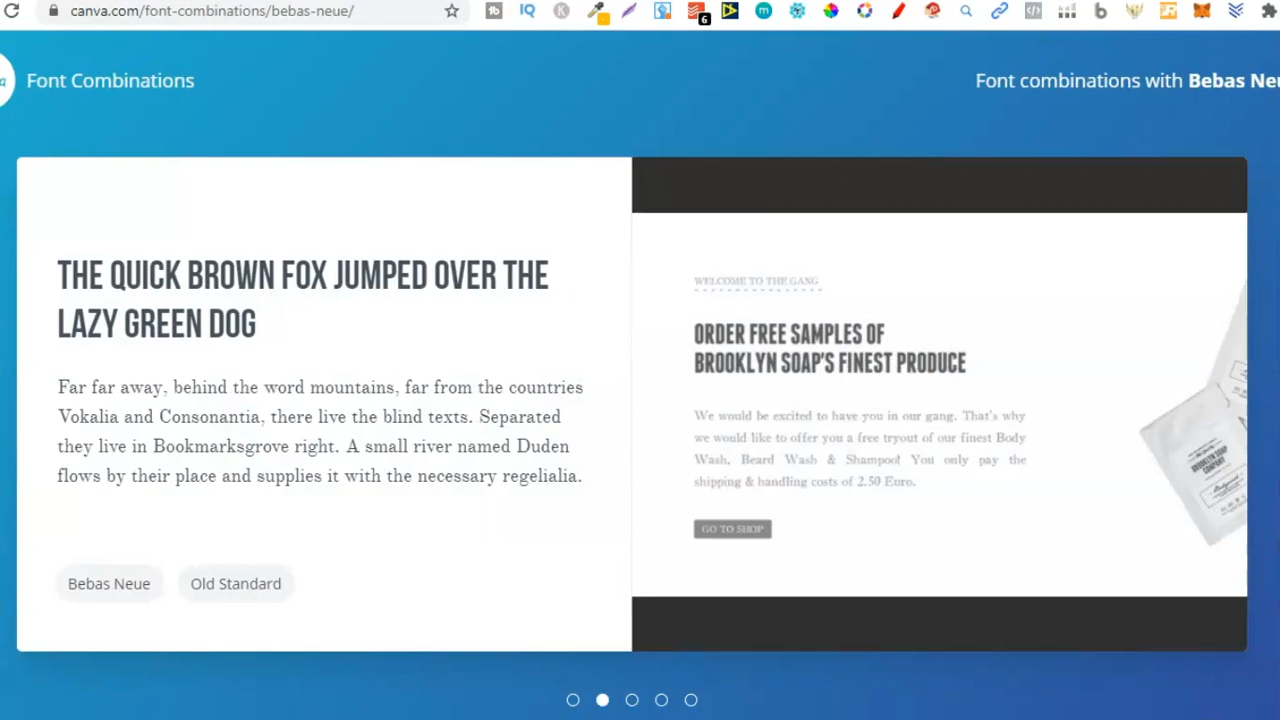 canva.com/font-combinations/bebas-neue/
IQ
K
6
m
b
Font Combinations
Font combinations with Bebas Neu
THE QUICK BROWN FOX JUMPED OVER THE
LAZY GREEN DOG
Far far away, behind the word mountains, far from the countries
Vokalia and Consonantia, there live the blind texts. Separated
they live in Bookmarksgrove right. A small river named Duden
flows by their place and supplies it with the necessary regelialia.
Bebas Neue
Old Standard
WELCOME TO THE GANG
ORDER FREE SAMPLES OF
BROOKLYN SOAP'S FINEST PRODUCE
We would be excited to have you in our gang. That's why
we would like to offer you a free tryout of our finest Body
Wash, Beard Wash & Shampoo! You only pay the
shipping & handling costs of 2.50 Euro.
GO TO SHOP
BROOKLYN SOAP
COMPANY